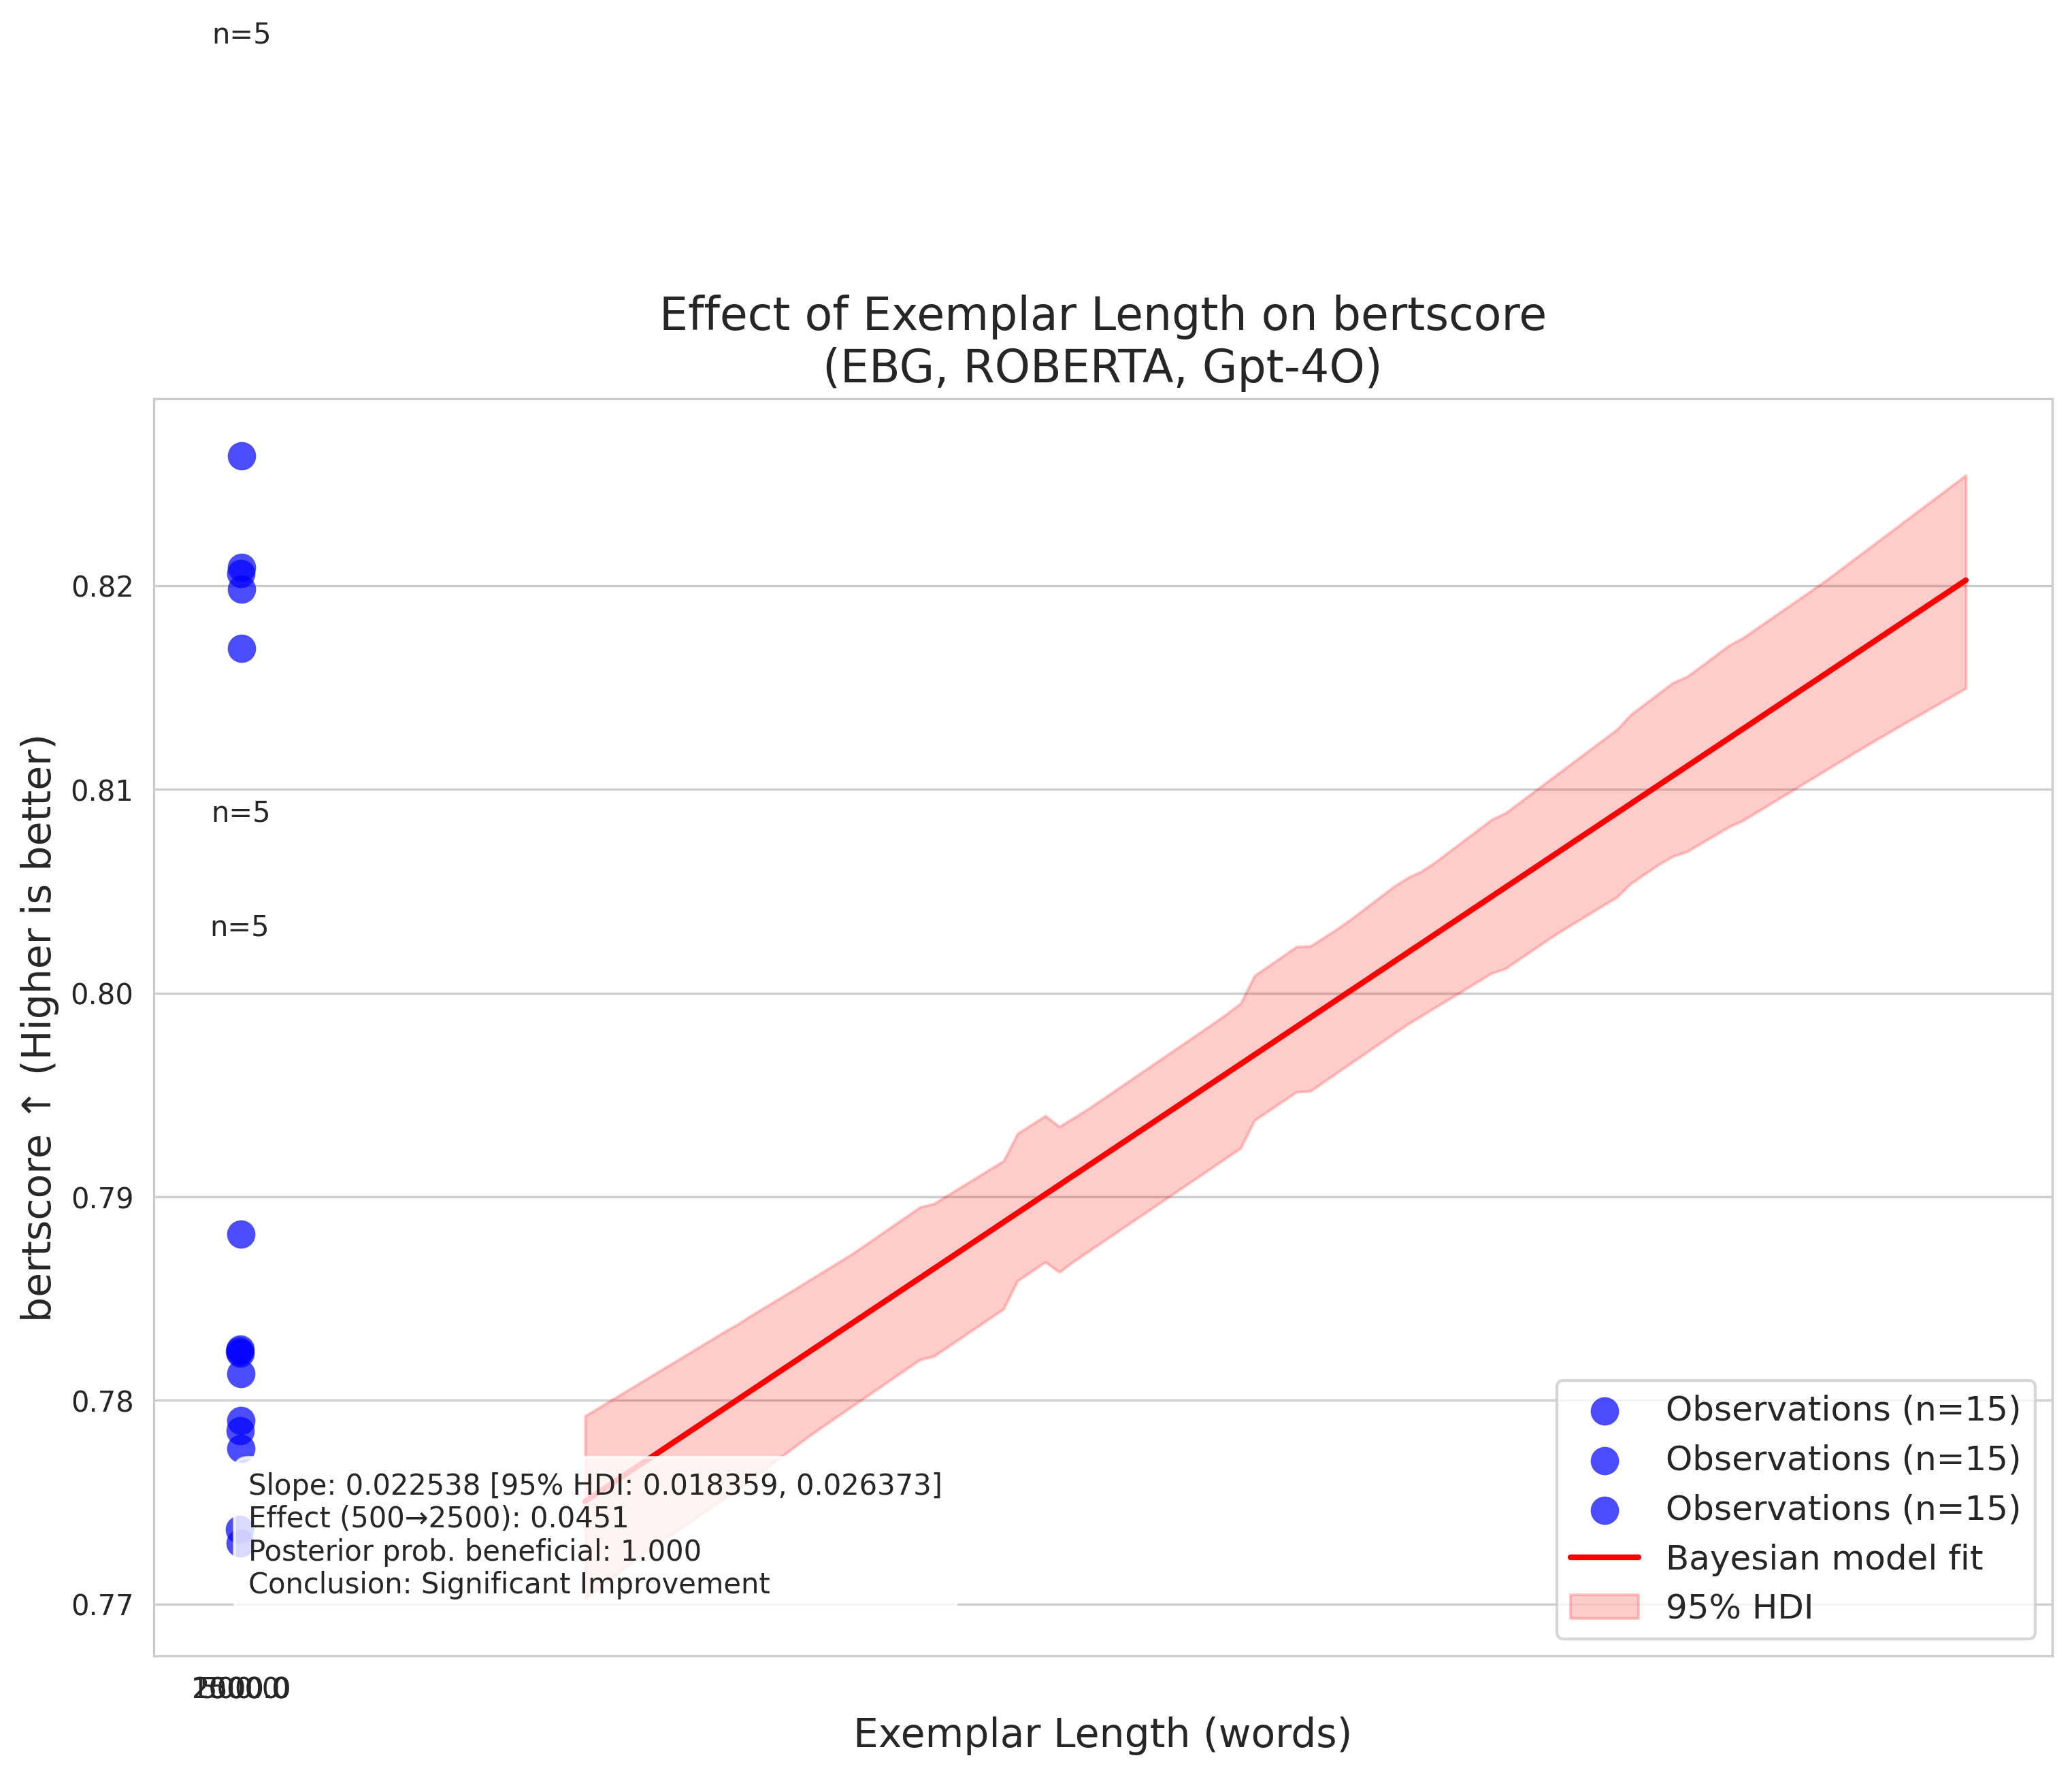 n=5
Effect of Exemplar Length on bertscore
(EBG, ROBERTA, Gpt-4O)
bertscore ↑ (Higher is better)
0.82
0.81
0.80
0.79
0.78
0.77
n=5
n=5
Slope: 0.022538 [95% HDI: 0.018359, 0.026373]
Effect (500→2500): 0.0451
Posterior prob. beneficial: 1.000
Conclusion: Significant Improvement
Observations (n=15)
Observations (n=15)
Observations (n=15)
Bayesian model fit
95% HDI
Exemplar Length (words)